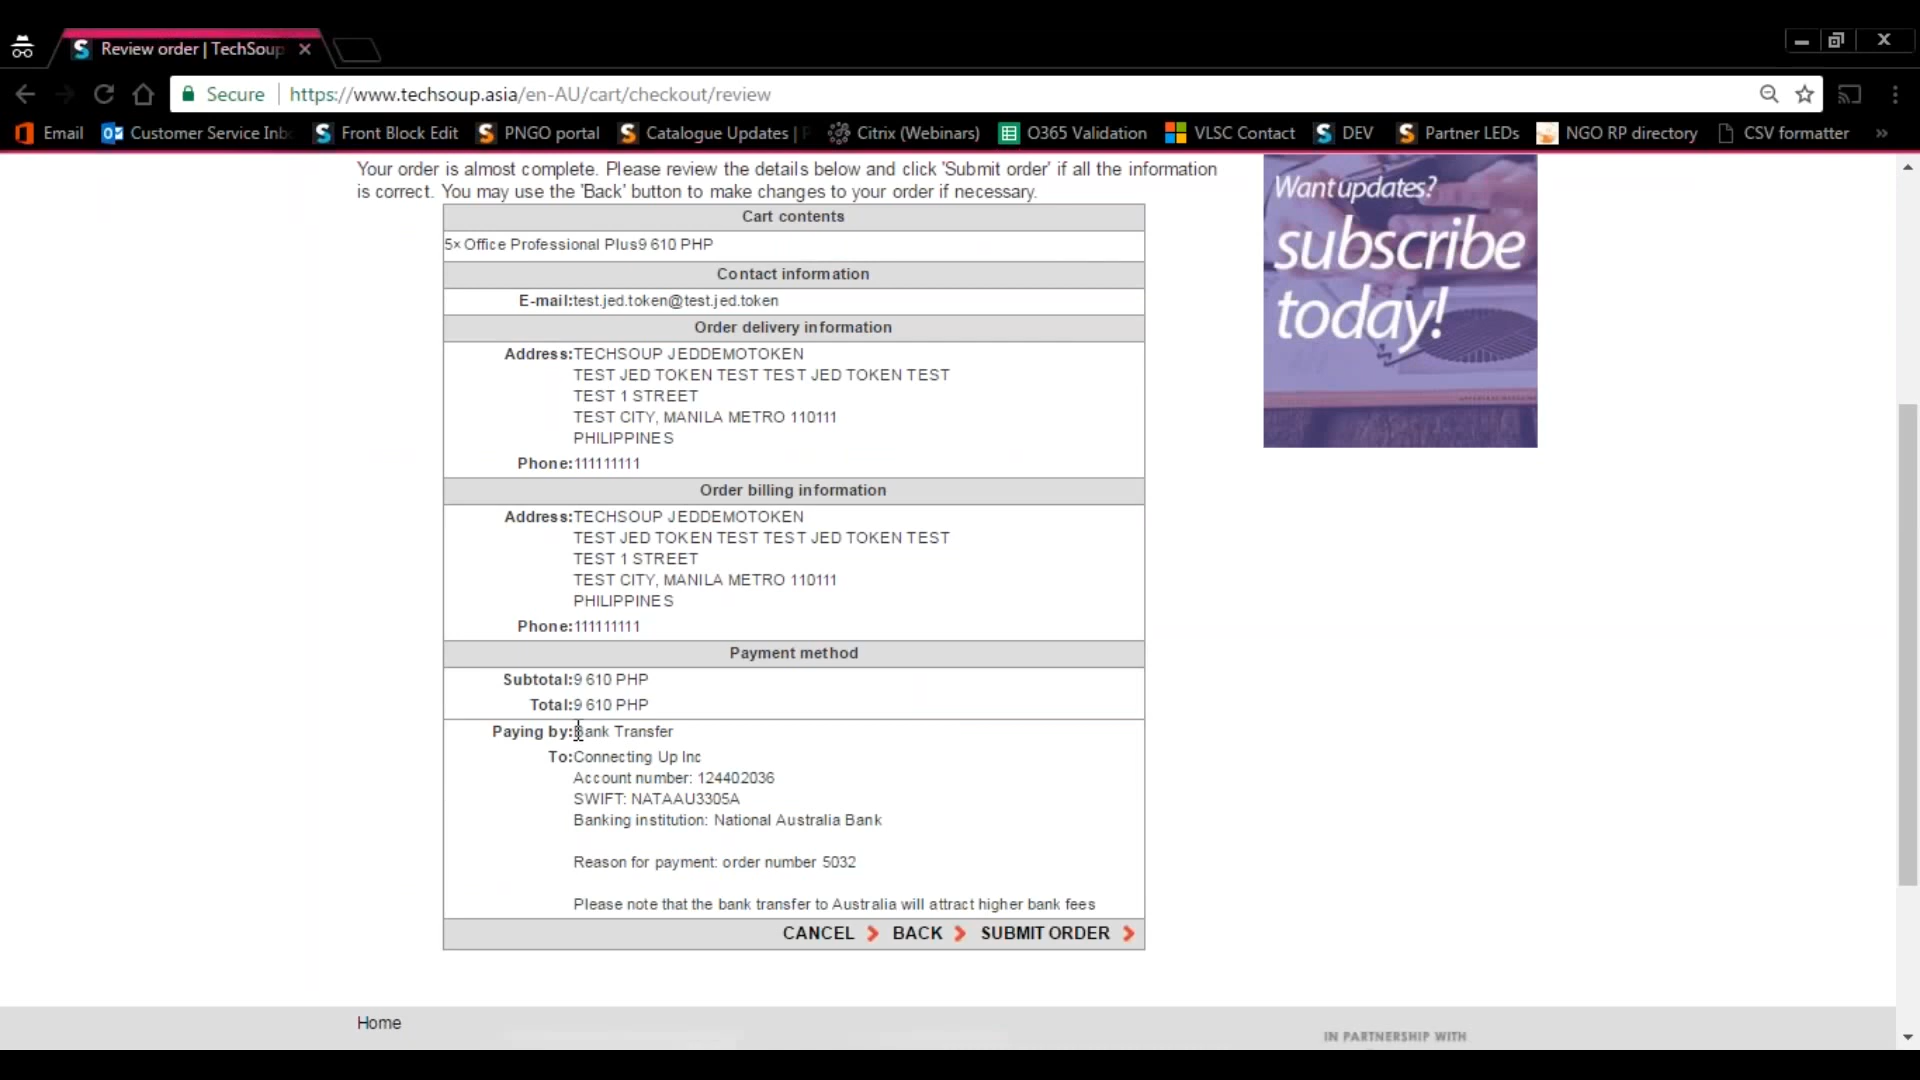 Review order | TechSoup
Secure https://www.techsoup.asia/en-AU/cart/checkout/review
Email Customer Service Inb Front Block Edit PNGO portal Catalogue Updates | P Citrix (Webinars) O365 Validation VLSC Contact DEV Partner LEDs NGO RP directory CSV formatter »
Your order is almost complete. Please review the details below and click 'Submit order' if all the information
is correct. You may use the 'Back' button to make changes to your order if necessary.
Cart contents
5× Office Professional Plus9 610 PHP
Contact information
E-mail:test.jed.token@test.jed.token
Order delivery information
Address:TECHSOUP JEDDEMOTOKEN
TEST JED TOKEN TEST TEST JED TOKEN TEST
TEST 1 STREET
TEST CITY, MANILA METRO 110111
PHILIPPINES
Phone:111111111
Order billing information
Address:TECHSOUP JEDDEMOTOKEN
TEST JED TOKEN TEST TEST JED TOKEN TEST
TEST 1 STREET
TEST CITY, MANILA METRO 110111
PHILIPPINES
Phone:111111111
Payment method
Subtotal:9 610 PHP
Total:9 610 PHP
Paying by:Bank Transfer
To:Connecting Up Inc
Account number: 124402036
SWIFT: NATAAU3305A
Banking institution: National Australia Bank
Reason for payment: order number 5032
Please note that the bank transfer to Australia will attract higher bank fees
CANCEL BACK SUBMIT ORDER
Want updates?
subscribe
today!
Home
IN PARTNERSHIP WITH